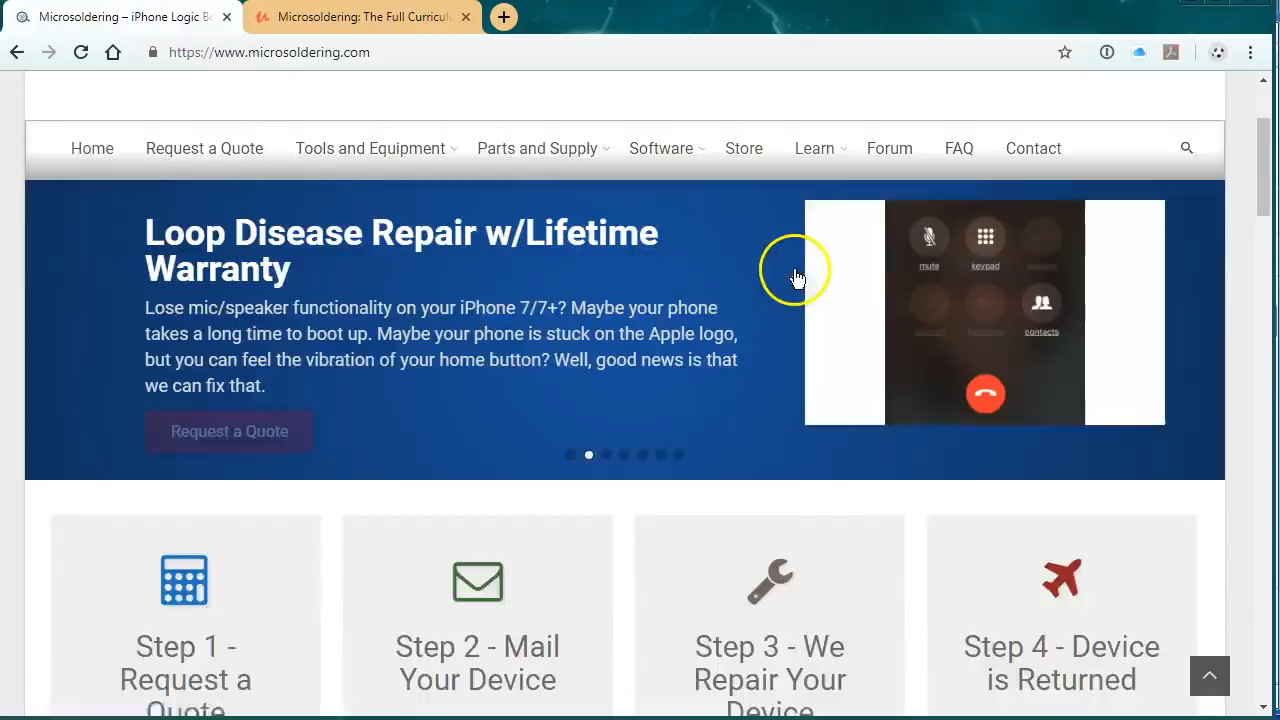 Microsoldering – iPhone Logic Bo
Microsoldering: The Full Curricul
https://www.microsoldering.com
Home Request a Quote Tools and Equipment Parts and Supply Software Store Learn Forum FAQ Contact
Loop Disease Repair w/Lifetime
Warranty
Lose mic/speaker functionality on your iPhone 7/7+? Maybe your phone
takes a long time to boot up. Maybe your phone is stuck on the Apple logo,
but you can feel the vibration of your home button? Well, good news is that
we can fix that.
Request a Quote
mute keypad
contacts
Step 1 -
Request a
Quote
Step 2 - Mail
Your Device
Step 3 - We
Repair Your
Device
Step 4 - Device
is Returned